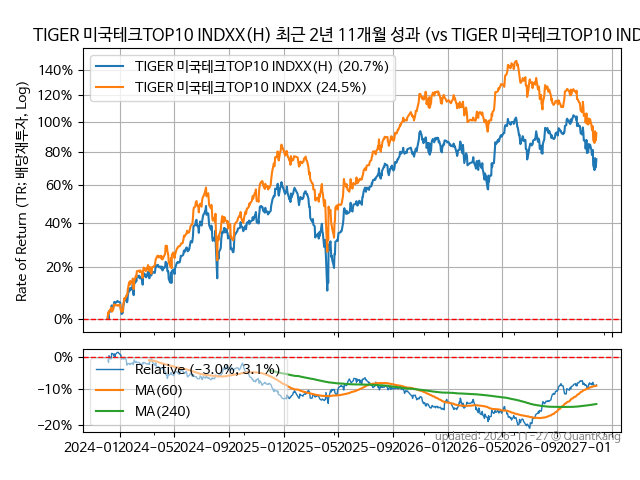 TIGER 미국테크TOP10 INDXX(H) 최근 2년 11개월 성과 (vs TIGER 미국테크TOP10 IND
Rate of Return (TR: 배당재투자, Log)
140%
120%
100%
80%
60%
40%
20%
0%
TIGER 미국테크TOP10 INDXX(H) (20.7%)
TIGER 미국테크TOP10 INDXX (24.5%)
0%
−10%
−20%
Relative (−3.0%, 3.1%)
MA(60)
MA(240)
2024-01 2024-05 2024-09 2025-01 2025-05 2025-09 2026-01 2026-05 2026-09 2027-01
updated: 2026-11-27 © QuantKang